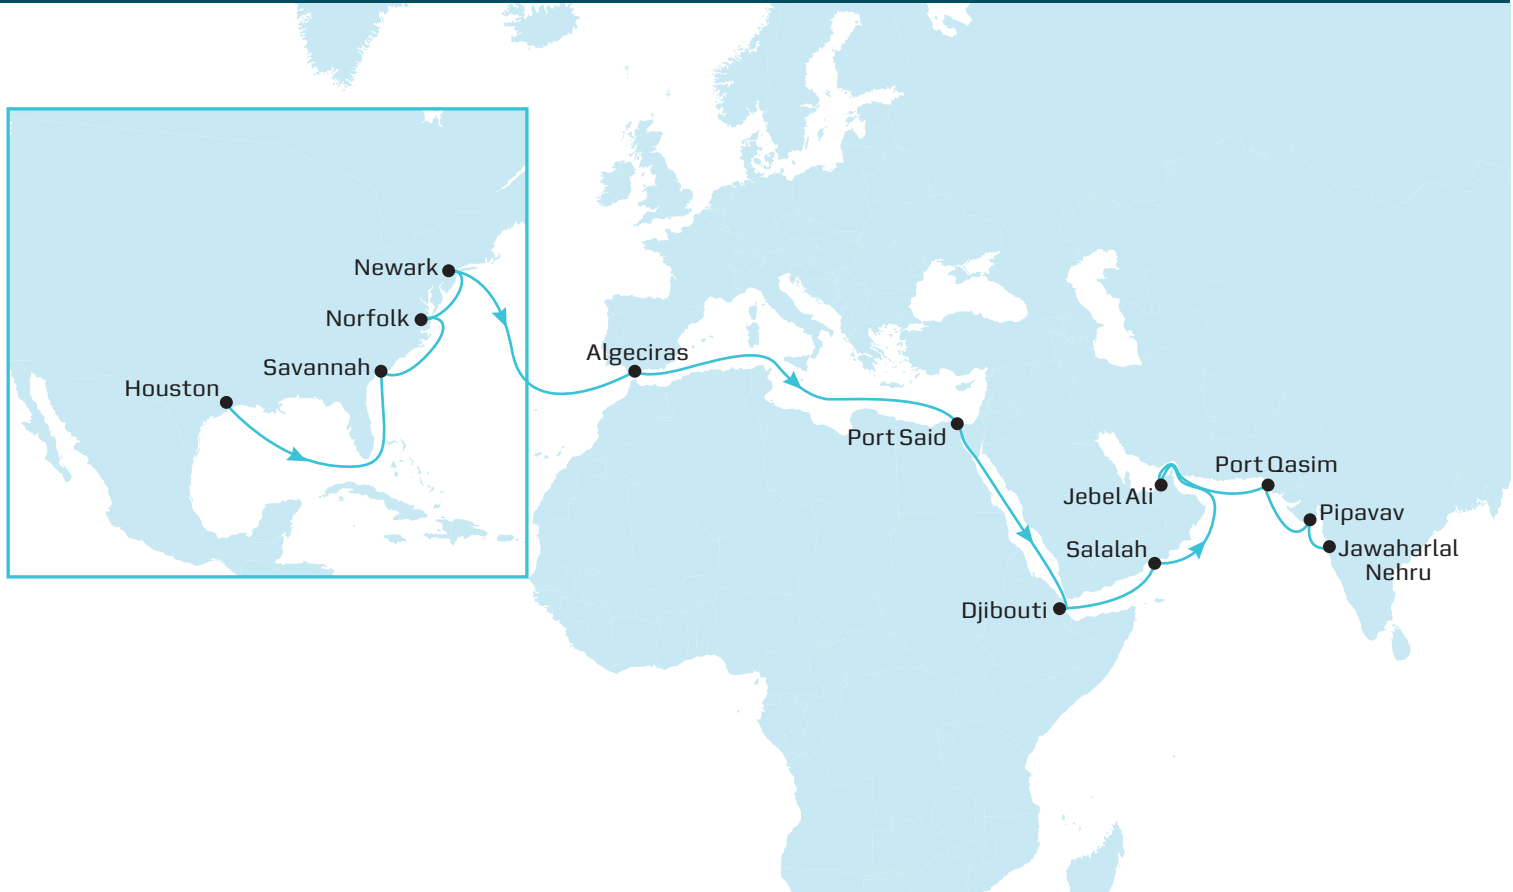 Newark
Norfolk
Savannah
Houston
Algeciras
Port Said
Port Qasim
Jebel Ali
Pipavav
Salalah
Jawaharlal
Nehru
Djibouti